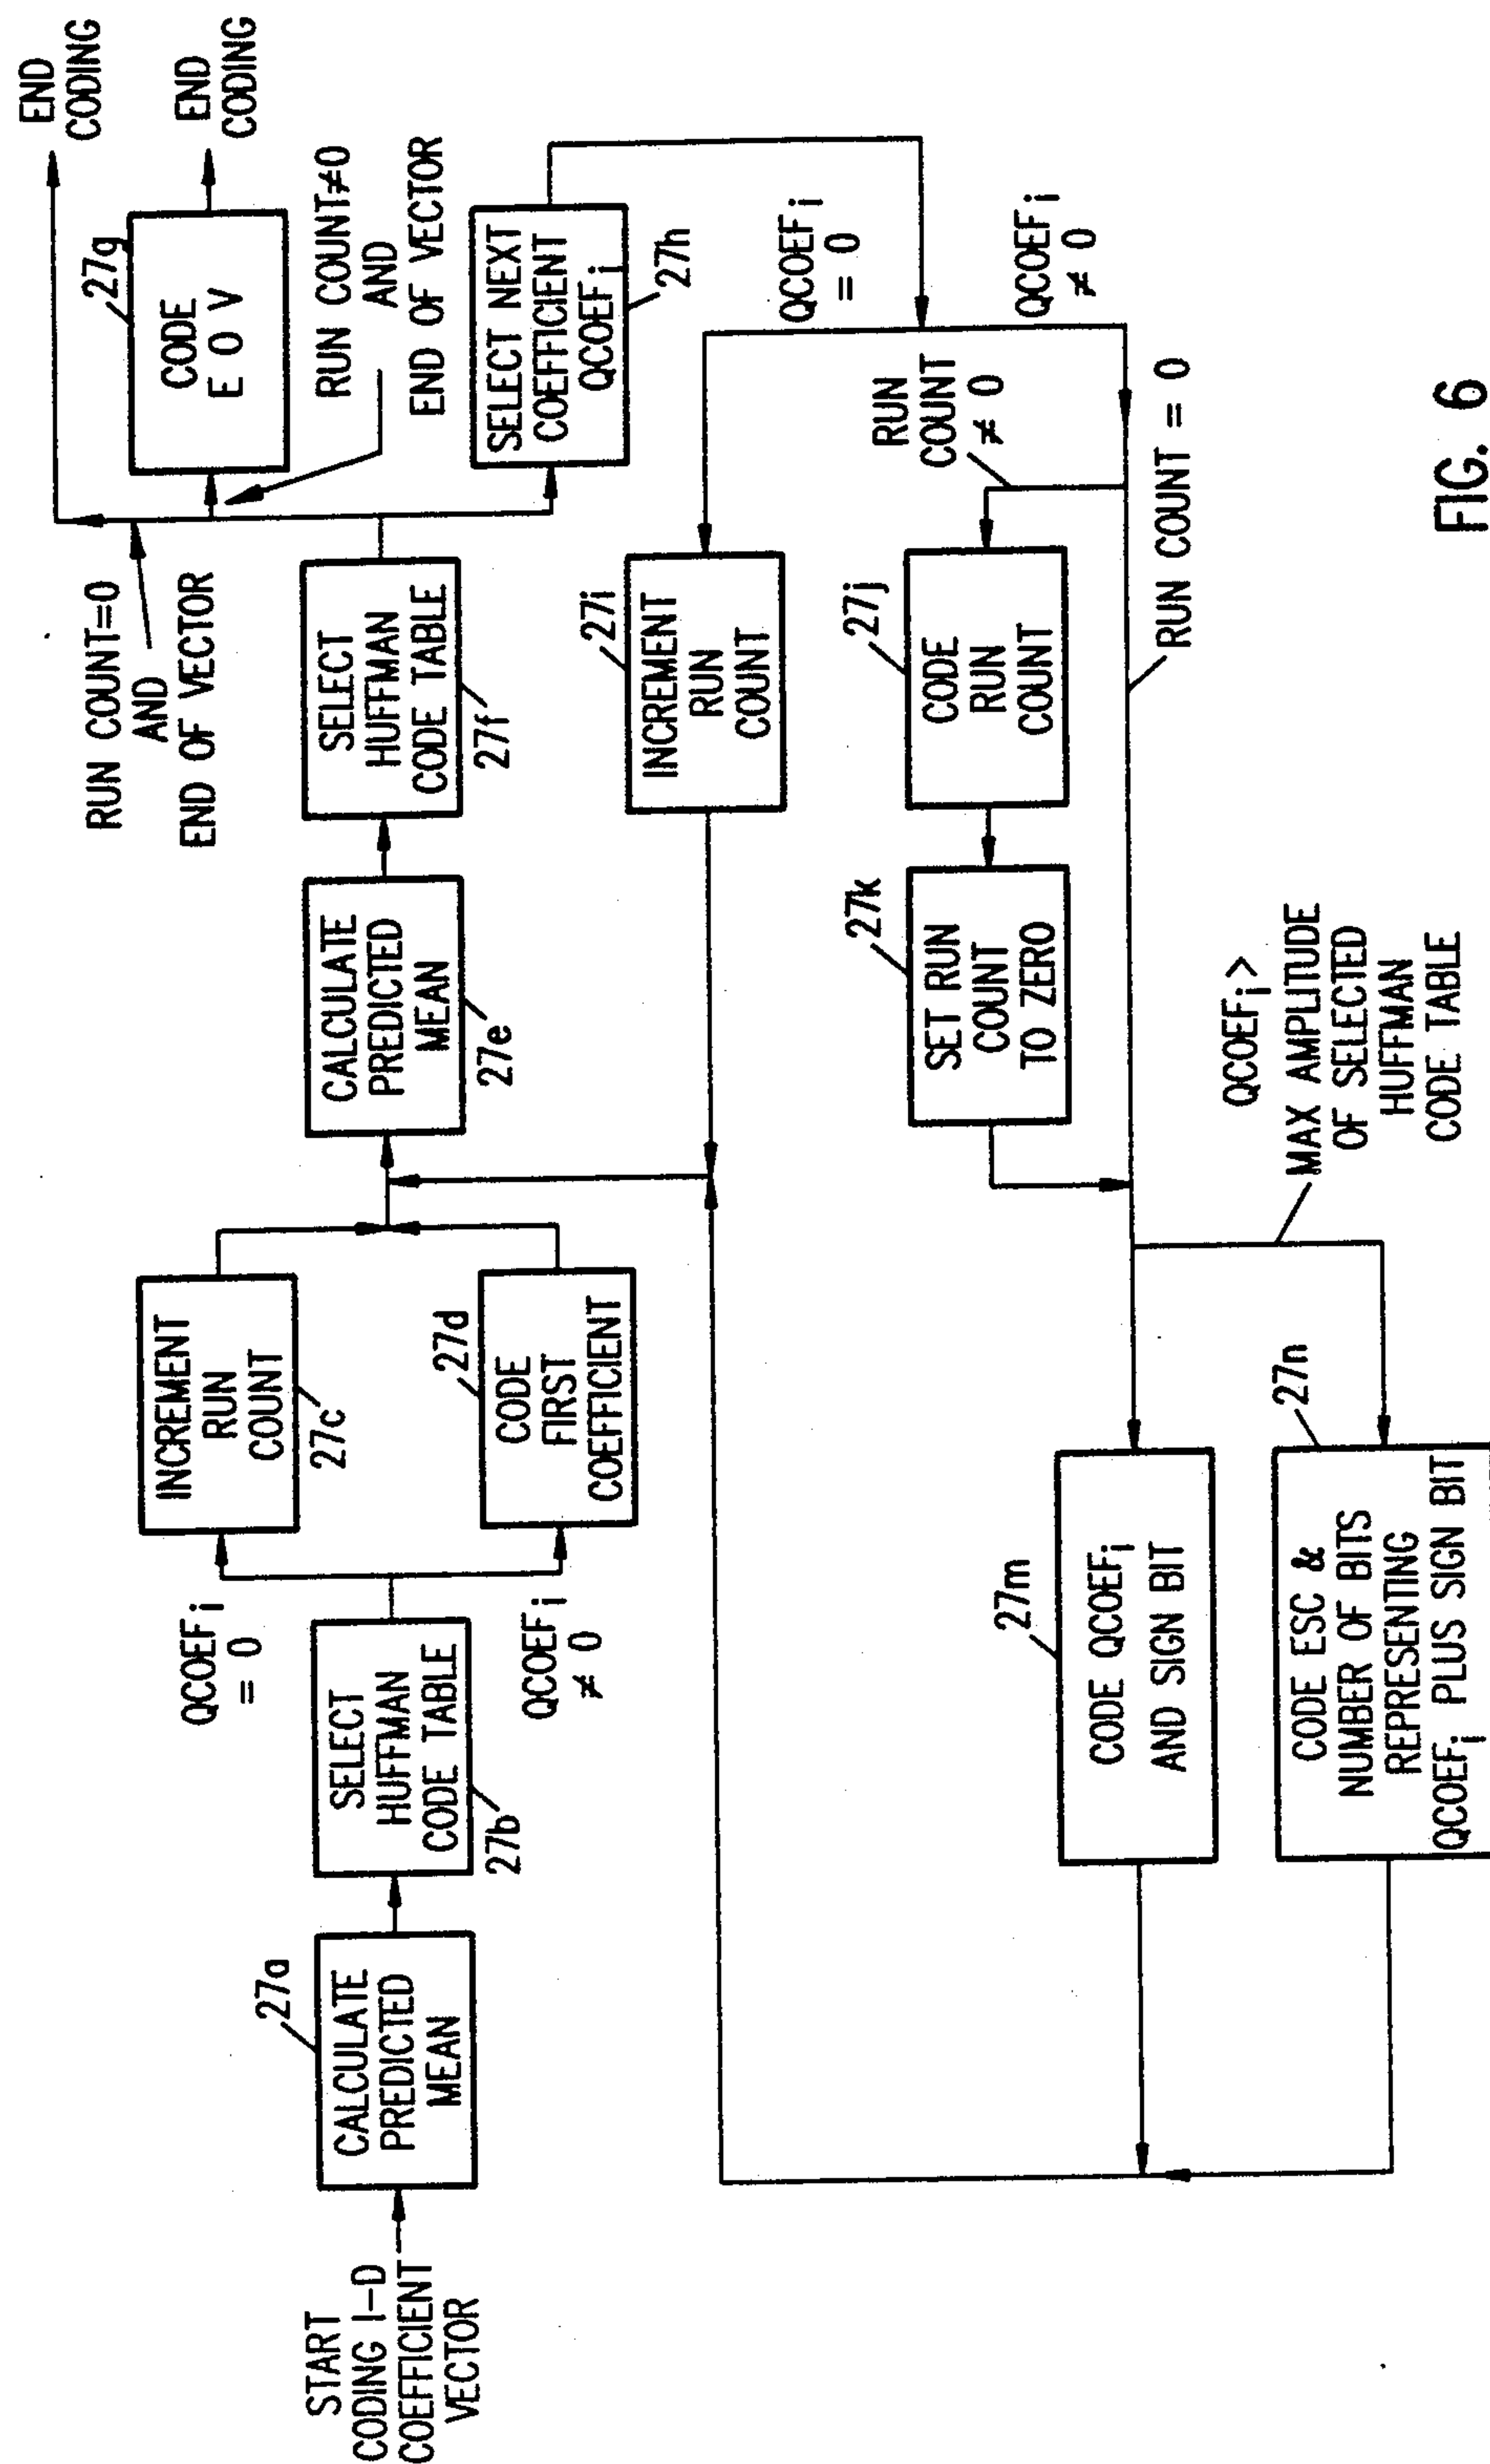 START
CODING 1-D
COEFFICIENT
VECTOR
27a
CALCULATE
PREDICTED
MEAN
SELECT
HUFFMAN
CODE TABLE
27b
QCOEFi
= 0
QCOEFi
≠ 0
INCREMENT
RUN
COUNT
27c
27d
CODE
FIRST
COEFFICIENT
CALCULATE
PREDICTED
MEAN
27e
SELECT
HUFFMAN
CODE TABLE
27f
RUN COUNT=0
AND
END OF VECTOR
END
CODING
27g
CODE
E O V
END
CODING
RUN COUNT≠0
AND
END OF VECTOR
SELECT NEXT
COEFFICIENT
QCOEFi
27h
QCOEFi
= 0
QCOEFi
≠ 0
27i
INCREMENT
RUN
COUNT
RUN
COUNT
≠ 0
27j
CODE
RUN
COUNT
RUN COUNT = 0
27k
SET RUN
COUNT
TO ZERO
QCOEFi>
MAX AMPLITUDE
OF SELECTED
HUFFMAN
CODE TABLE
27m
CODE QCOEFi
AND SIGN BIT
27n
CODE ESC &
NUMBER OF BITS
REPRESENTING
QCOEFi PLUS SIGN BIT
FIG. 6